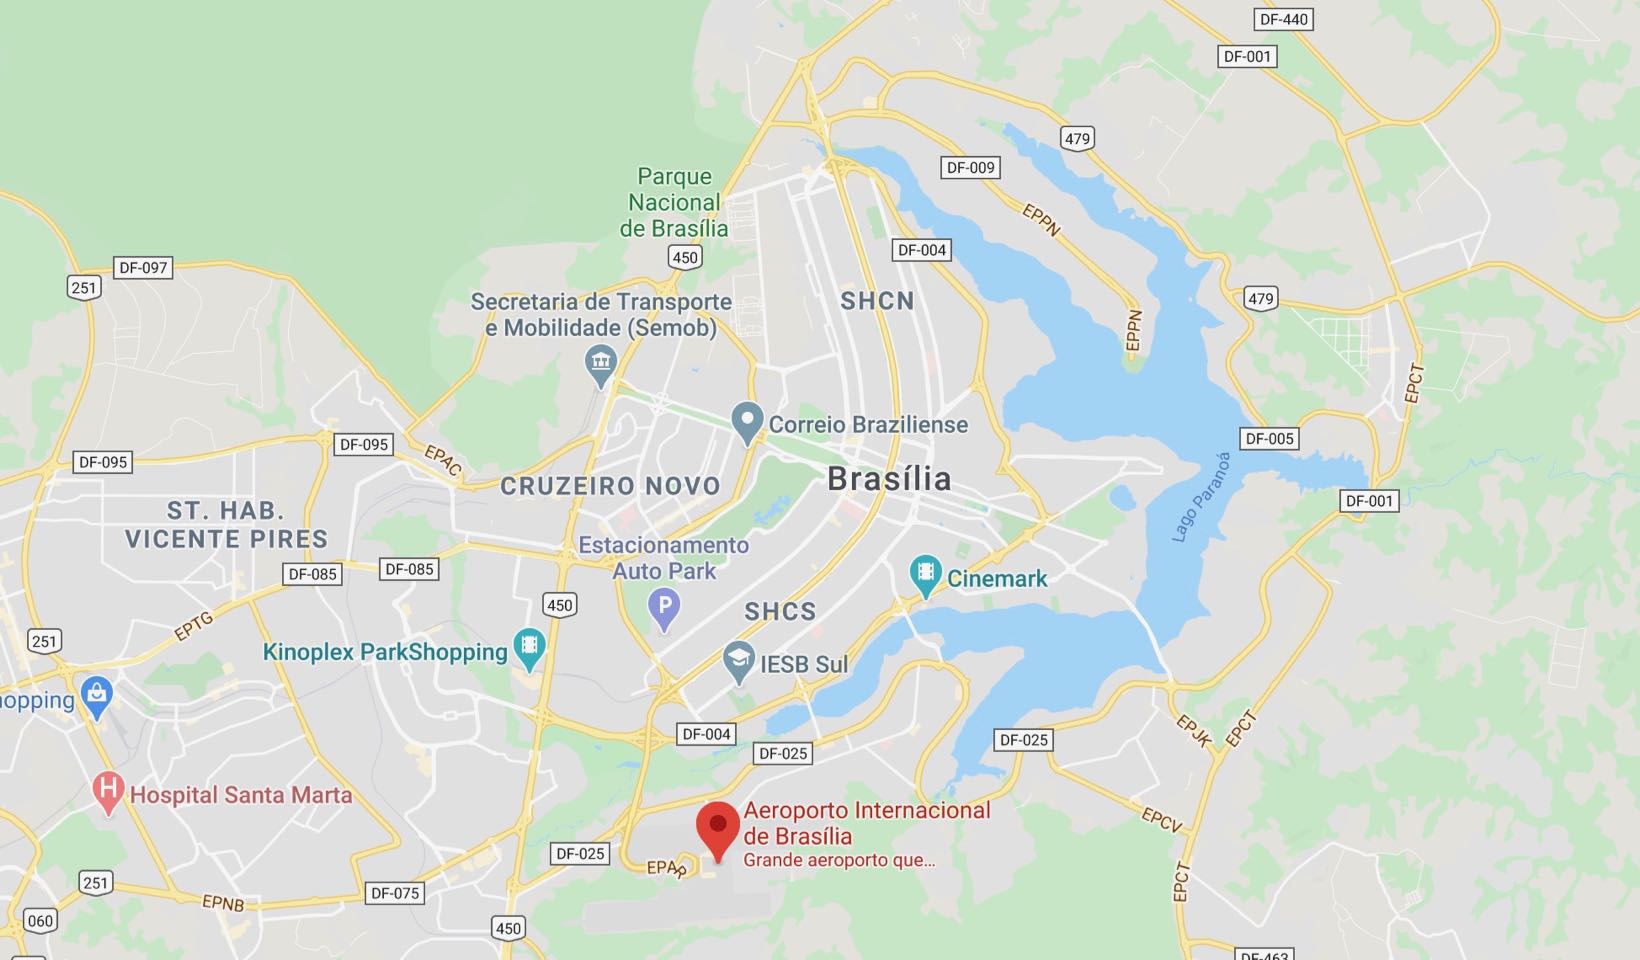 DF-440
DF-001
479
DF-009
Parque
Nacional
de Brasília
EPPN
DF-004
450
DF-097
251
Secretaria de Transporte
e Mobilidade (Semob)
SHCN
479
EPPN
EPCT
Correio Braziliense
DF-005
DF-095
EPAC
DF-095
Brasília
CRUZEIRO NOVO
Lago Paranoá
DF-001
ST. HAB.
VICENTE PIRES
Estacionamento
Auto Park
P
DF-085
DF-085
Cinemark
450
SHCS
EPTG
251
Kinoplex ParkShopping
IESB Sul
opping
DF-004
DF-025
DF-025
EPJK
EPCT
H
Hospital Santa Marta
Aeroporto Internacional
de Brasília
Grande aeroporto que...
EPCV
DF-025
EPAR
EPCT
251
DF-075
EPNB
060
450
DF-463